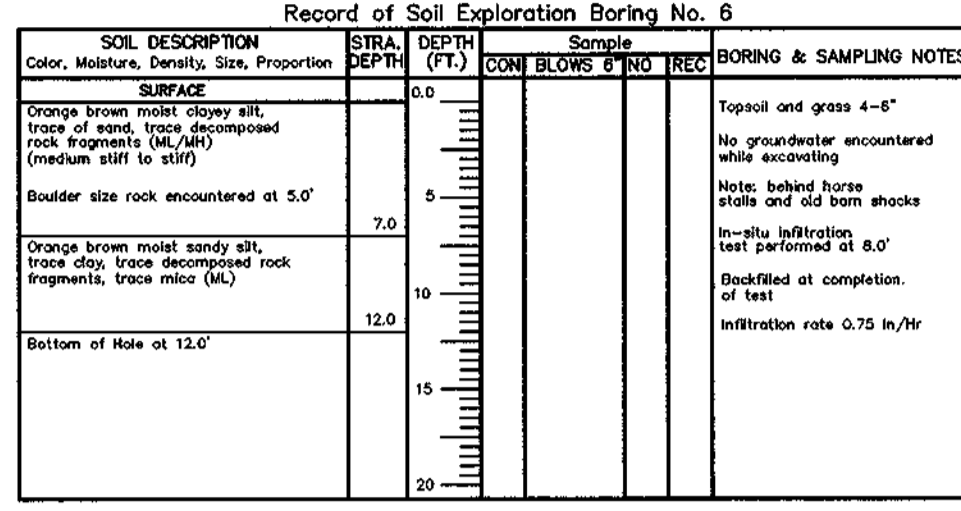 Record of Soil Exploration Boring No. 6
SOIL DESCRIPTION
Color, Moisture, Density, Size, Proportion
STRA.
DEPTH
DEPTH
(FT.)
Sample
CON BLOWS 6" NO REC
BORING & SAMPLING NOTES
SURFACE
0.0
Orange brown moist clayey silt,
trace of sand, trace decomposed
rock fragments (ML/MH)
(medium stiff to stiff)
Boulder size rock encountered at 5.0'
5
7.0
Orange brown moist sandy silt,
trace clay, trace decomposed rock
fragments, trace mica (ML)
10
12.0
Bottom of Hole at 12.0'
15
20
Topsoil and grass 4-6"
No groundwater encountered
while excavating
Note: behind horse
stalls and old barn shacks
In-situ infiltration
test performed at 8.0'
Backfilled at completion.
of test
Infiltration rate 0.75 In/Hr